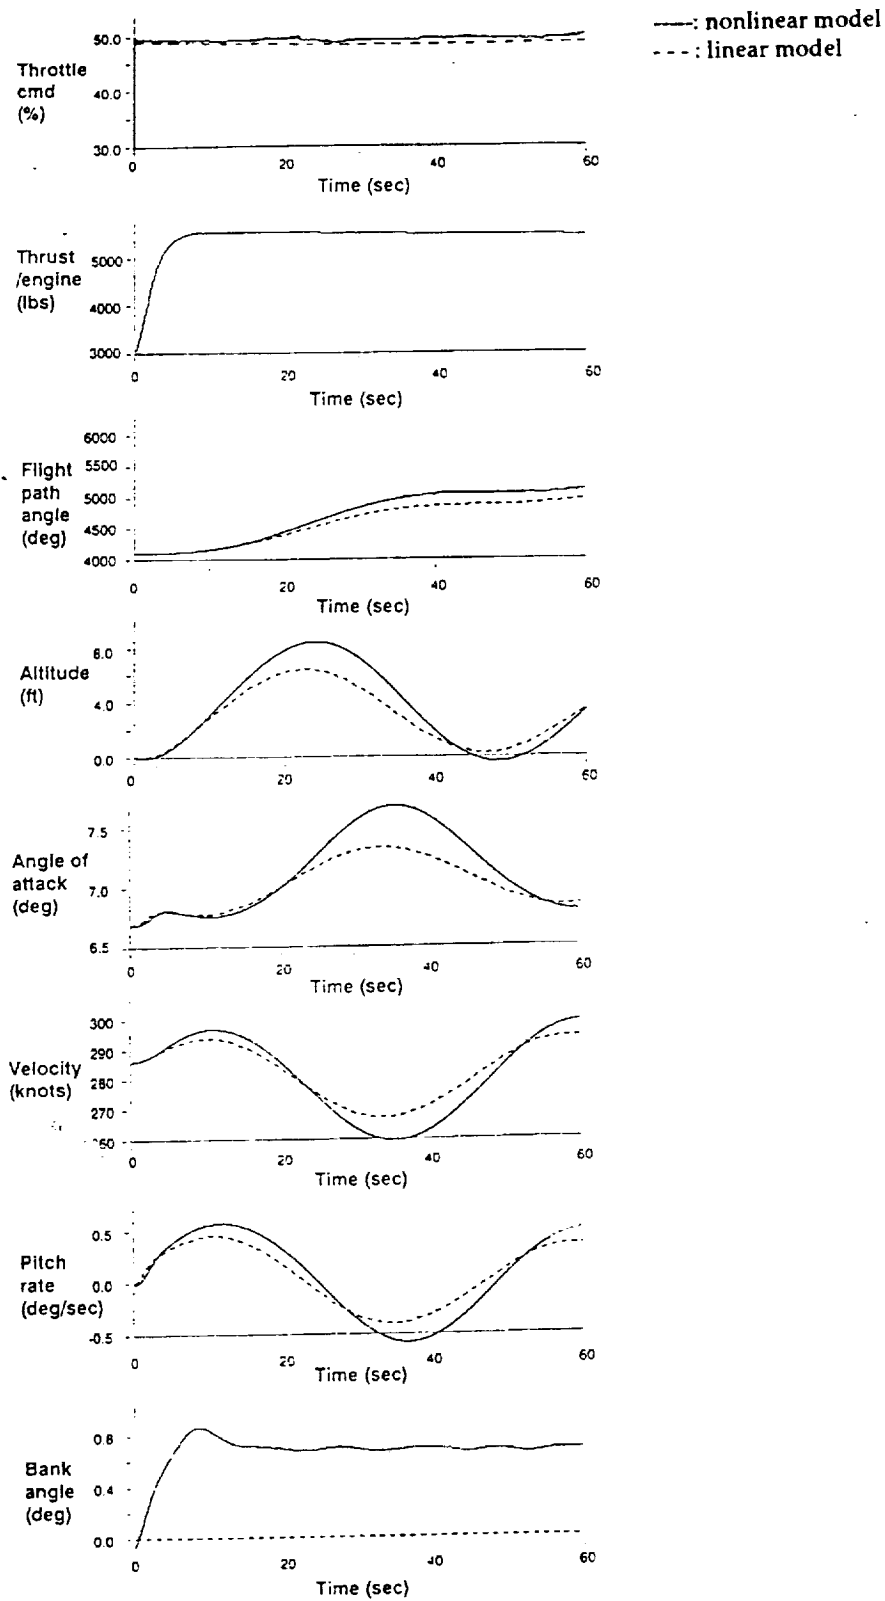 ——: nonlinear model
- - - : linear model
50.0
Throttle
cmd
(%)
40.0
30.0
0 20 40 60
Time (sec)
Thrust
/engine
(lbs)
5000
4000
3000
0 20 40 60
Time (sec)
6000
Flight
path
angle
(deg)
5500
5000
4500
4000
0 20 40 60
Time (sec)
Altitude
(ft)
8.0
4.0
0.0
0 20 40 60
7.5
Angle of
attack
(deg)
7.0
6.5
0 20 40 60
Time (sec)
300
290
Velocity
(knots)
280
270
0 20 40 60
Time (sec)
0.5
Pitch
rate
(deg/sec)
0.0
-0.5
0 20 40 60
Time (sec)
0.8
Bank
angle
(deg)
0.4
0.0
0 20 40 60
Time (sec)